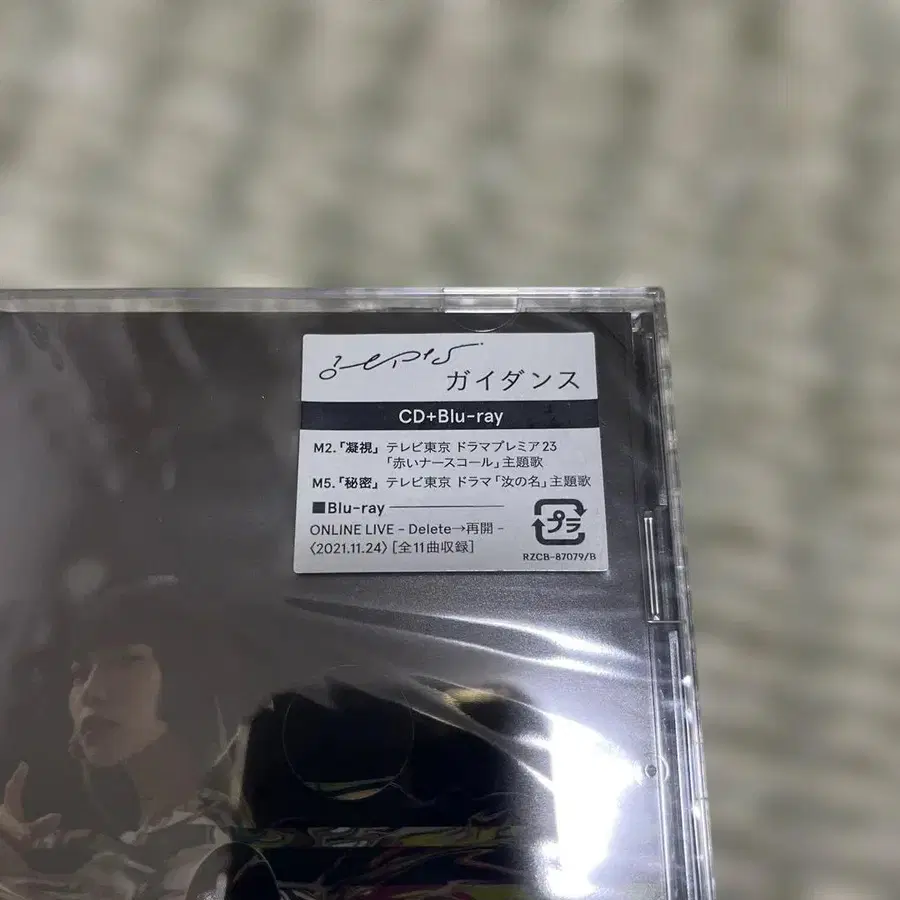 ガイダンス
CD+Blu-ray
M2.「凝視」 テレビ東京 ドラマプレミア23
「赤いナースコール」主題歌
M5.「秘密」 テレビ東京 ドラマ「汝の名」主題歌
■Blu-ray
ONLINE LIVE - Delete→再開 -
〈2021.11.24〉[全11曲収録]
プラ
RZCB-87079/B